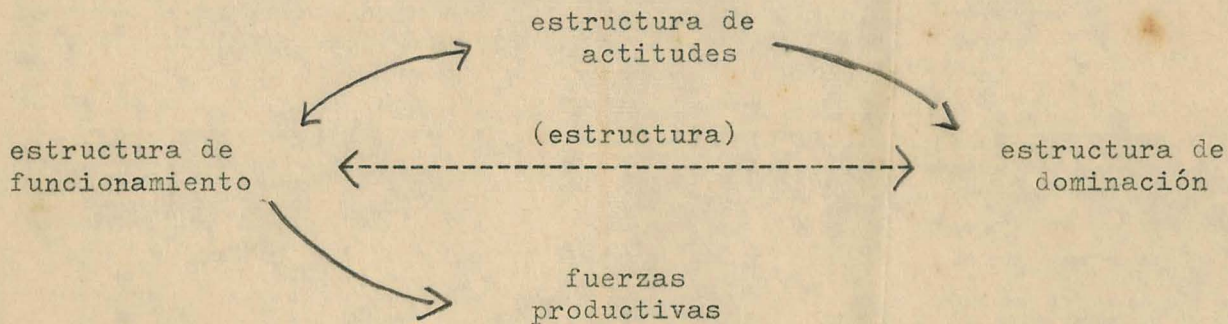 estructura de
actitudes
(estructura)
estructura de
funcionamiento
estructura de
dominación
fuerzas
productivas